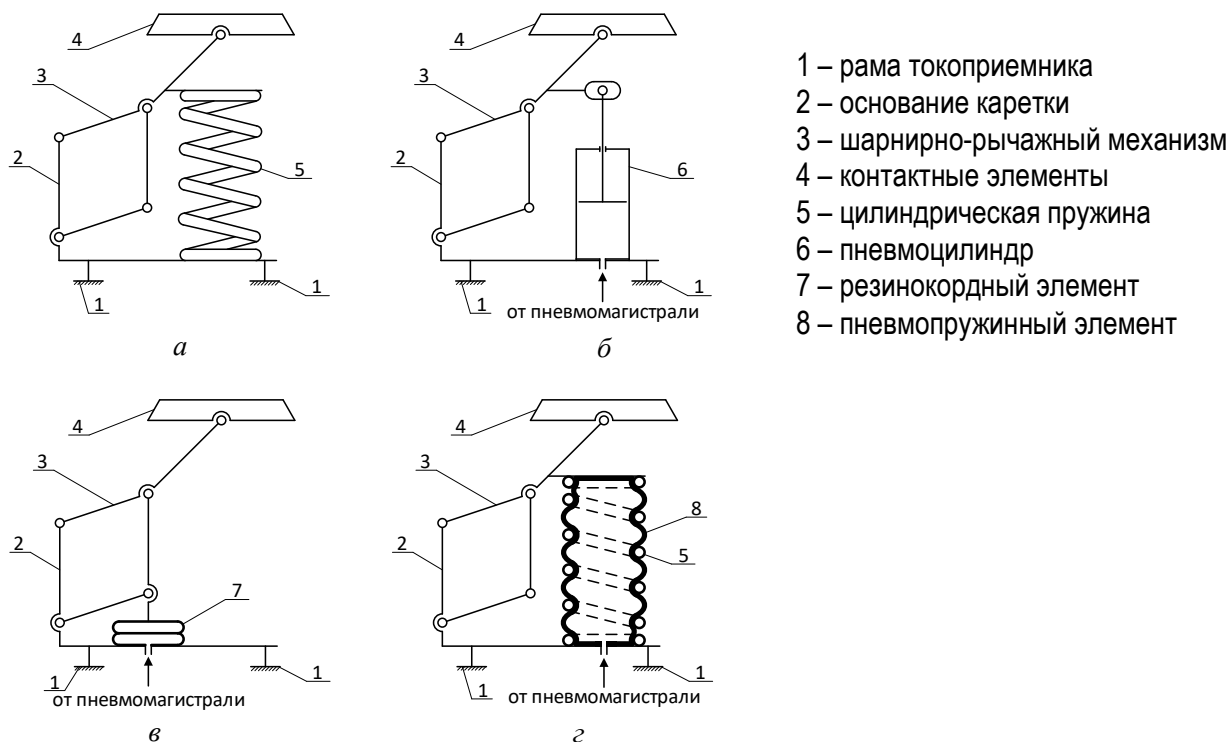 4
3
2
5
1
1
а
4
3
2
6
1
1
от пневмомагистрали
б
1 – рама токоприемника
2 – основание каретки
3 – шарнирно-рычажный механизм
4 – контактные элементы
5 – цилиндрическая пружина
6 – пневмоцилиндр
7 – резинокордный элемент
8 – пневмопружинный элемент
4
3
2
7
1
1
от пневмомагистрали
в
4
3
8
2
5
1
1
от пневмомагистрали
г